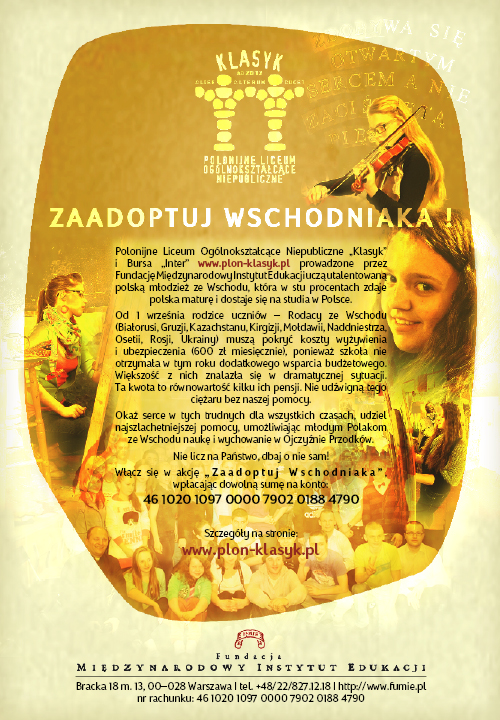 KLASYK
POLONIJNE LICEUM
OGÓLNOKSZTAŁCĄCE
NIEPUBLICZNE
SIĘ
OTWARTYM
SERCEM A NIE
ZAADOPTUJ WSCHODNIAKA !
Polonijne Liceum Ogólnokształcące Niepubliczne „Klasyk”
i Bursa „Inter” www.plon-klasyk.pl prowadzone przez
Fundację Międzynarodowy Instytut Edukacji uczą utalentowaną
polską młodzież ze Wschodu, która w stu procentach zdaje
polską maturę i dostaje się na studia w Polsce.
Od 1 września rodzice uczniów – Rodacy ze Wschodu
(Białorusi, Gruzji, Kazachstanu, Kirgizji, Mołdawii, Naddniestrza,
Osetii, Rosji, Ukrainy) muszą pokryć koszty wyżywienia
i ubezpieczenia (600 zł miesięcznie), ponieważ szkoła nie
otrzymała w tym roku dodatkowego wsparcia budżetowego.
Większość z nich znalazła się w dramatycznej sytuacji.
Ta kwota to równowartość kilku ich pensji. Nie udźwigną tego
ciężaru bez naszej pomocy.
Okaż serce w tych trudnych dla wszystkich czasach, udziel
najszlachetniejszej pomocy, umożliwiając młodym Polakom
ze Wschodu naukę i wychowanie w Ojczyźnie Przodków.
Nie licz na Państwo, dbaj o nie sam!
Włącz się w akcję „Zaadoptuj Wschodniaka”
wpłacając dowolną sumę na konto:
46 1020 1097 0000 7902 0188 4790
Szczegóły na stronie:
www.plon-klasyk.pl
Fundacja
MIĘDZYNARODOWY INSTYTUT EDUKACJI
Bracka 18 m. 13, 00–028 Warszawa | tel. +48/22/827.12.18 | http://www.fumie.pl
nr rachunku: 46 1020 1097 0000 7902 0188 4790